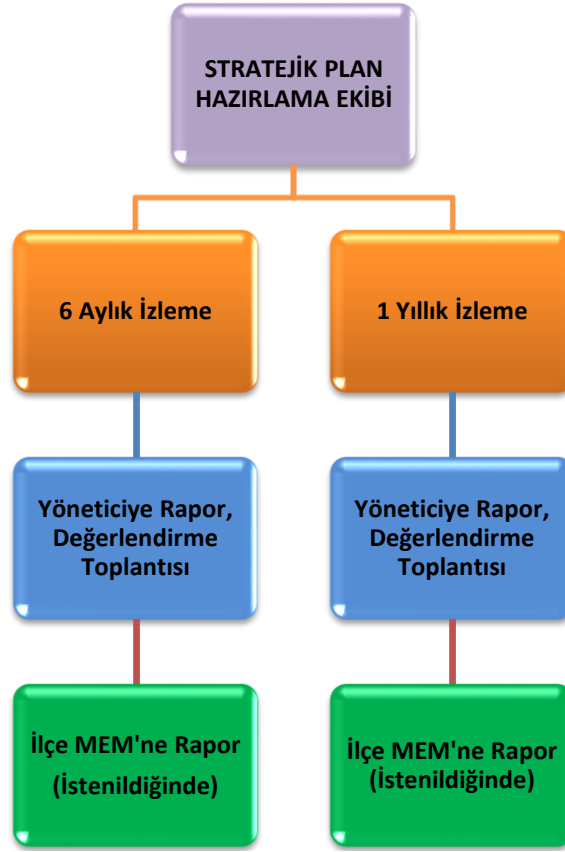 STRATEJİK PLAN
HAZIRLAMA EKİBİ
6 Aylık İzleme
1 Yıllık İzleme
Yöneticiye Rapor,
Değerlendirme
Toplantısı
Yöneticiye Rapor,
Değerlendirme
Toplantısı
İlçe MEM'ne Rapor
(İstenildiğinde)
İlçe MEM'ne Rapor
(İstenildiğinde)